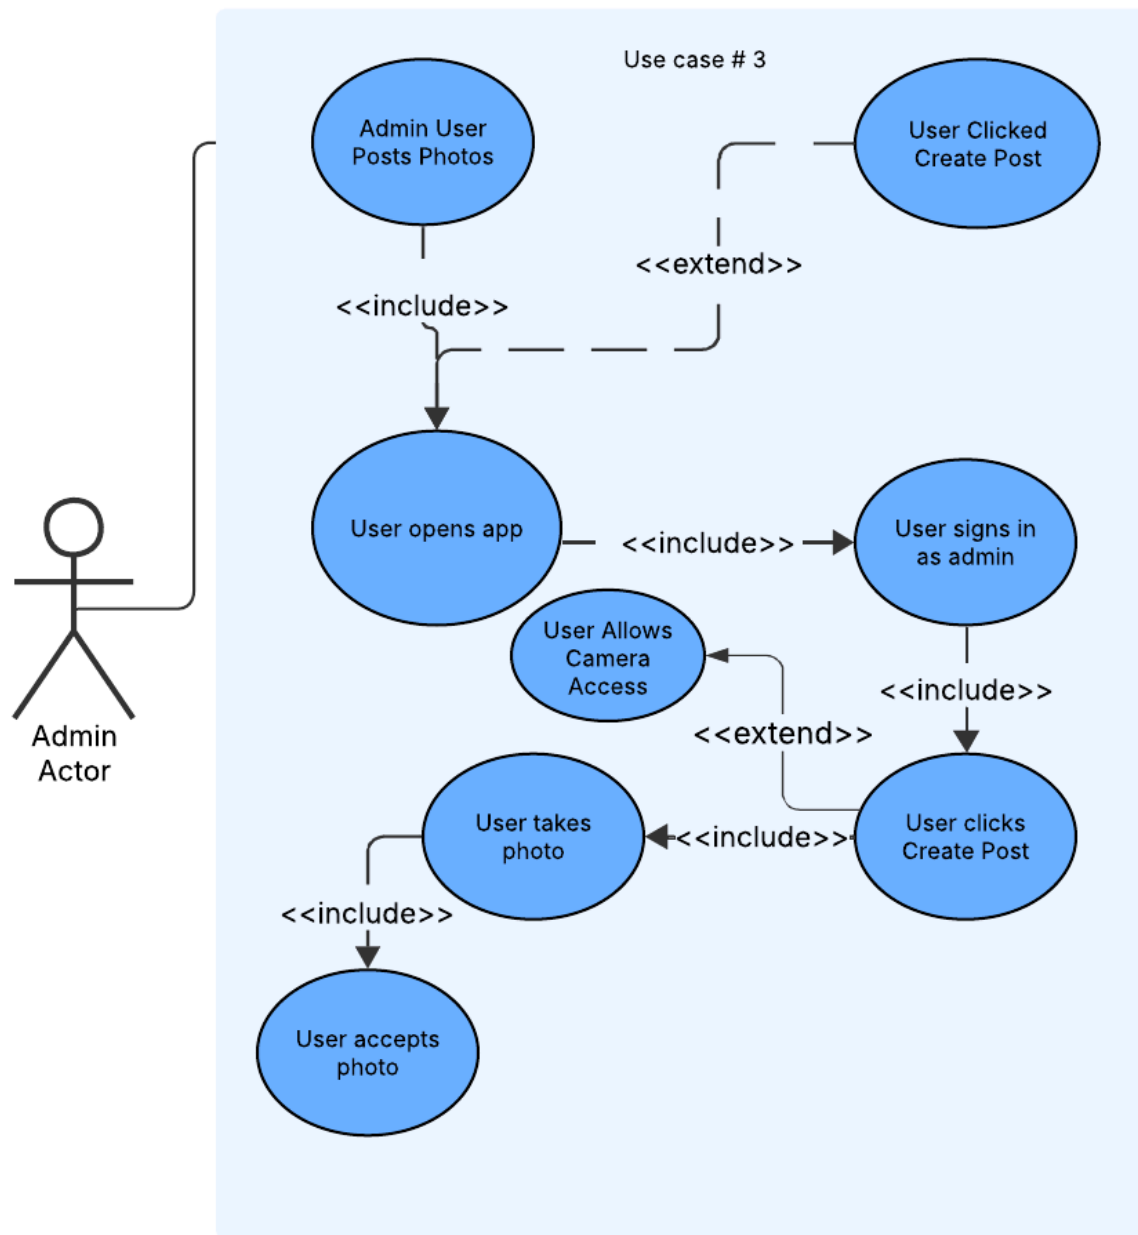 Use case # 3
Admin User
Posts Photos
User Clicked
Create Post
<<extend>>
<<include>>
User opens app
<<include>>
User signs in
as admin
User Allows
Camera
Access
<<include>>
<<extend>>
Admin
Actor
User takes
photo
<<include>>
User clicks
Create Post
<<include>>
User accepts
photo